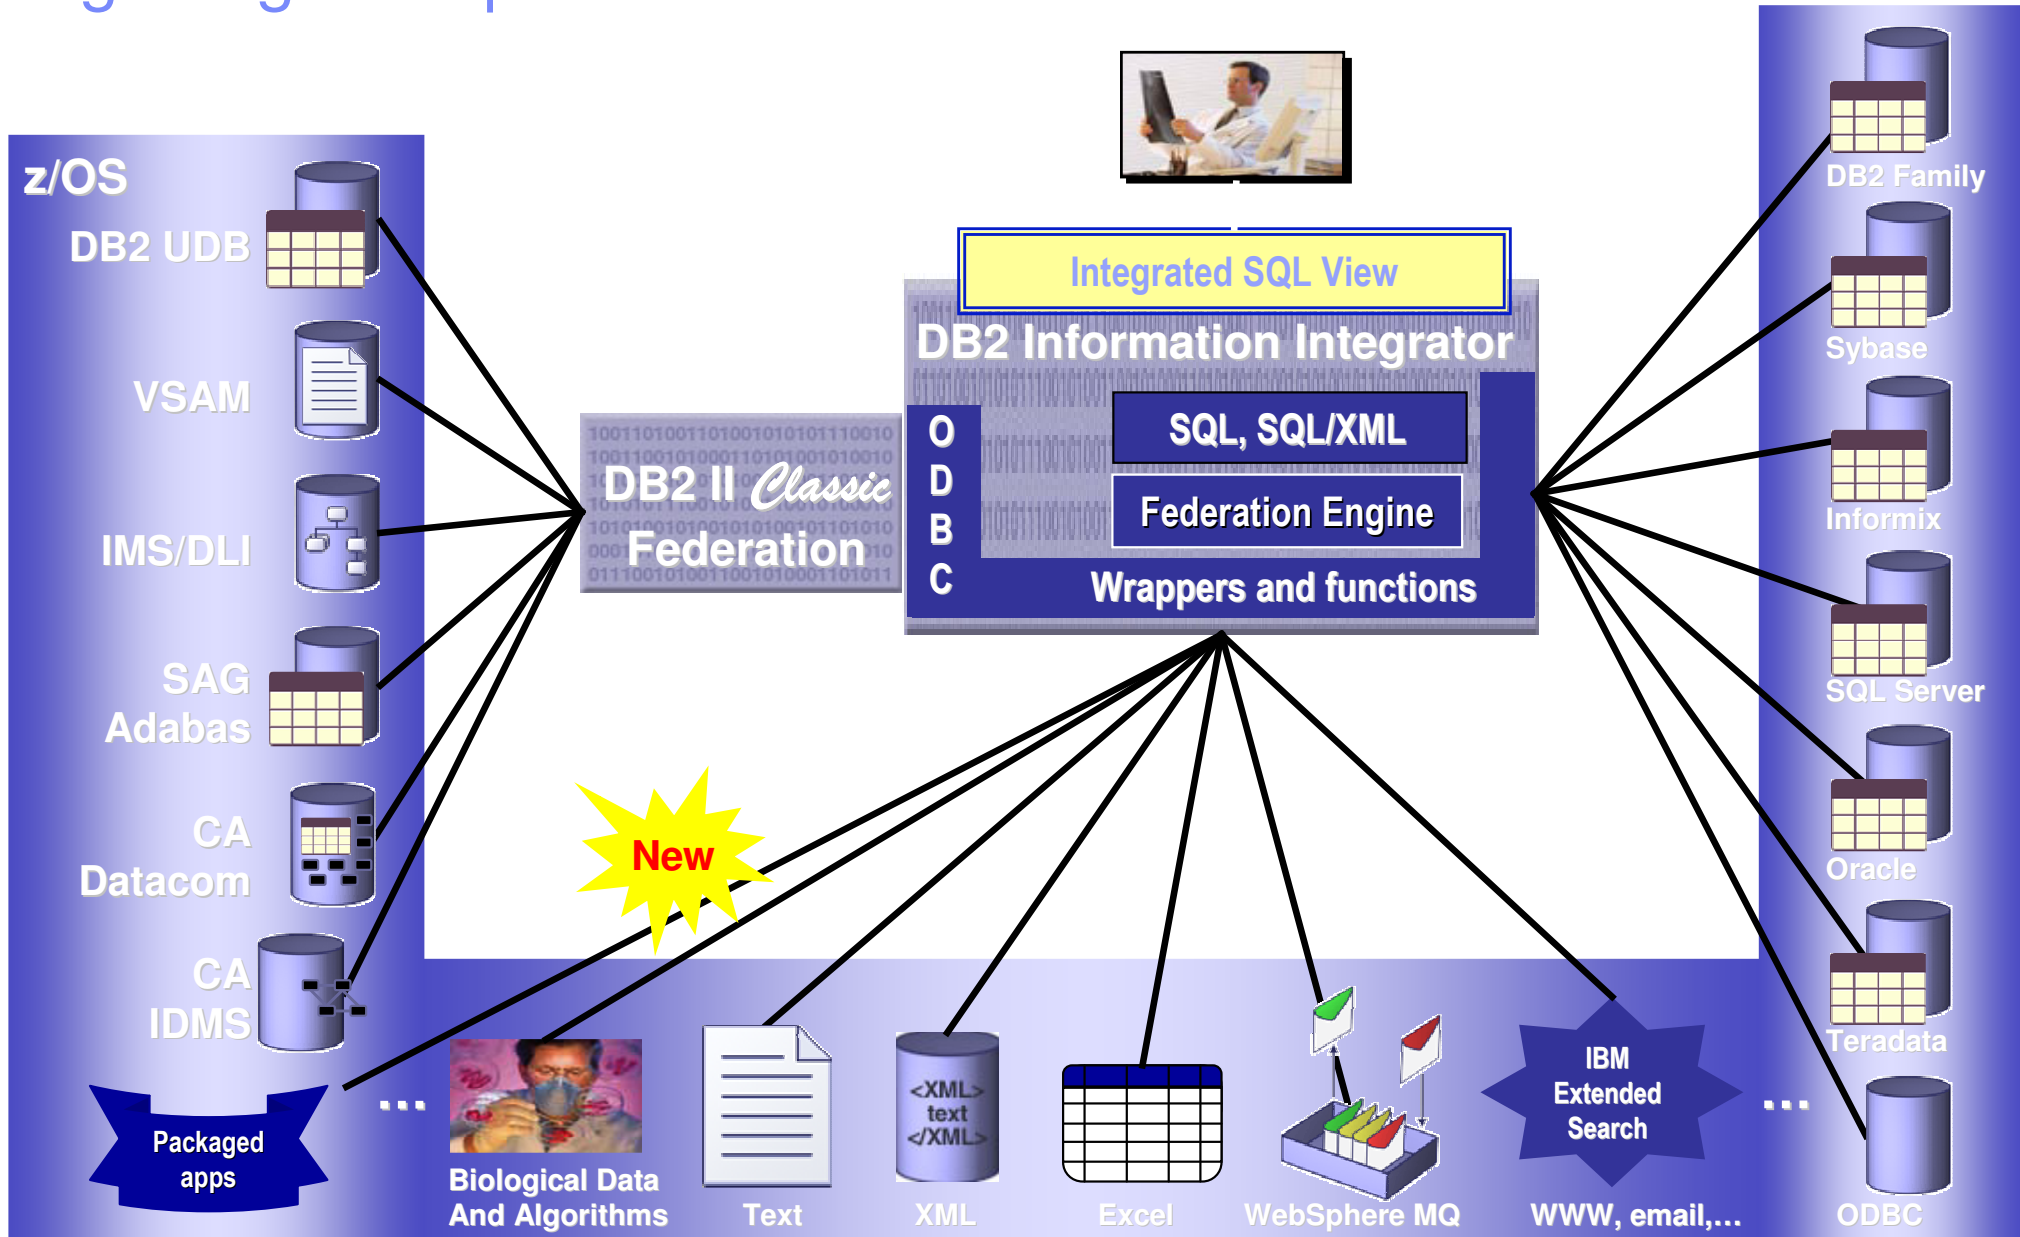 z/OS
DB2 UDB
VSAM
IMS/DLI
SAG
Adabas
CA
Datacom
CA
IDMS
Packaged
apps
...
DB2 II Classic
Federation
Integrated SQL View
DB2 Information Integrator
O
D
B
C
SQL, SQL/XML
Federation Engine
Wrappers and functions
New
Biological Data
And Algorithms
Text
<XML>
text
</XML>
XML
Excel
WebSphere MQ
IBM
Extended
Search
WWW, email,...
...
DB2 Family
Sybase
Informix
SQL Server
Oracle
Teradata
ODBC